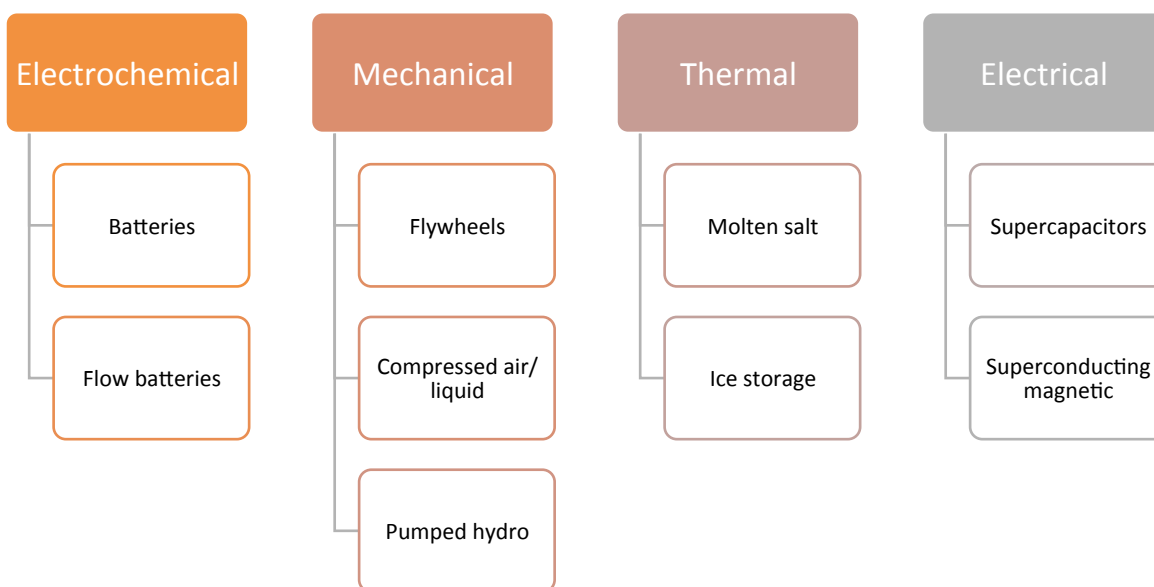 Electrochemical
Batteries
Flow batteries
Mechanical
Flywheels
Compressed air/
liquid
Pumped hydro
Thermal
Molten salt
Ice storage
Electrical
Supercapacitors
Superconducting
magnetic